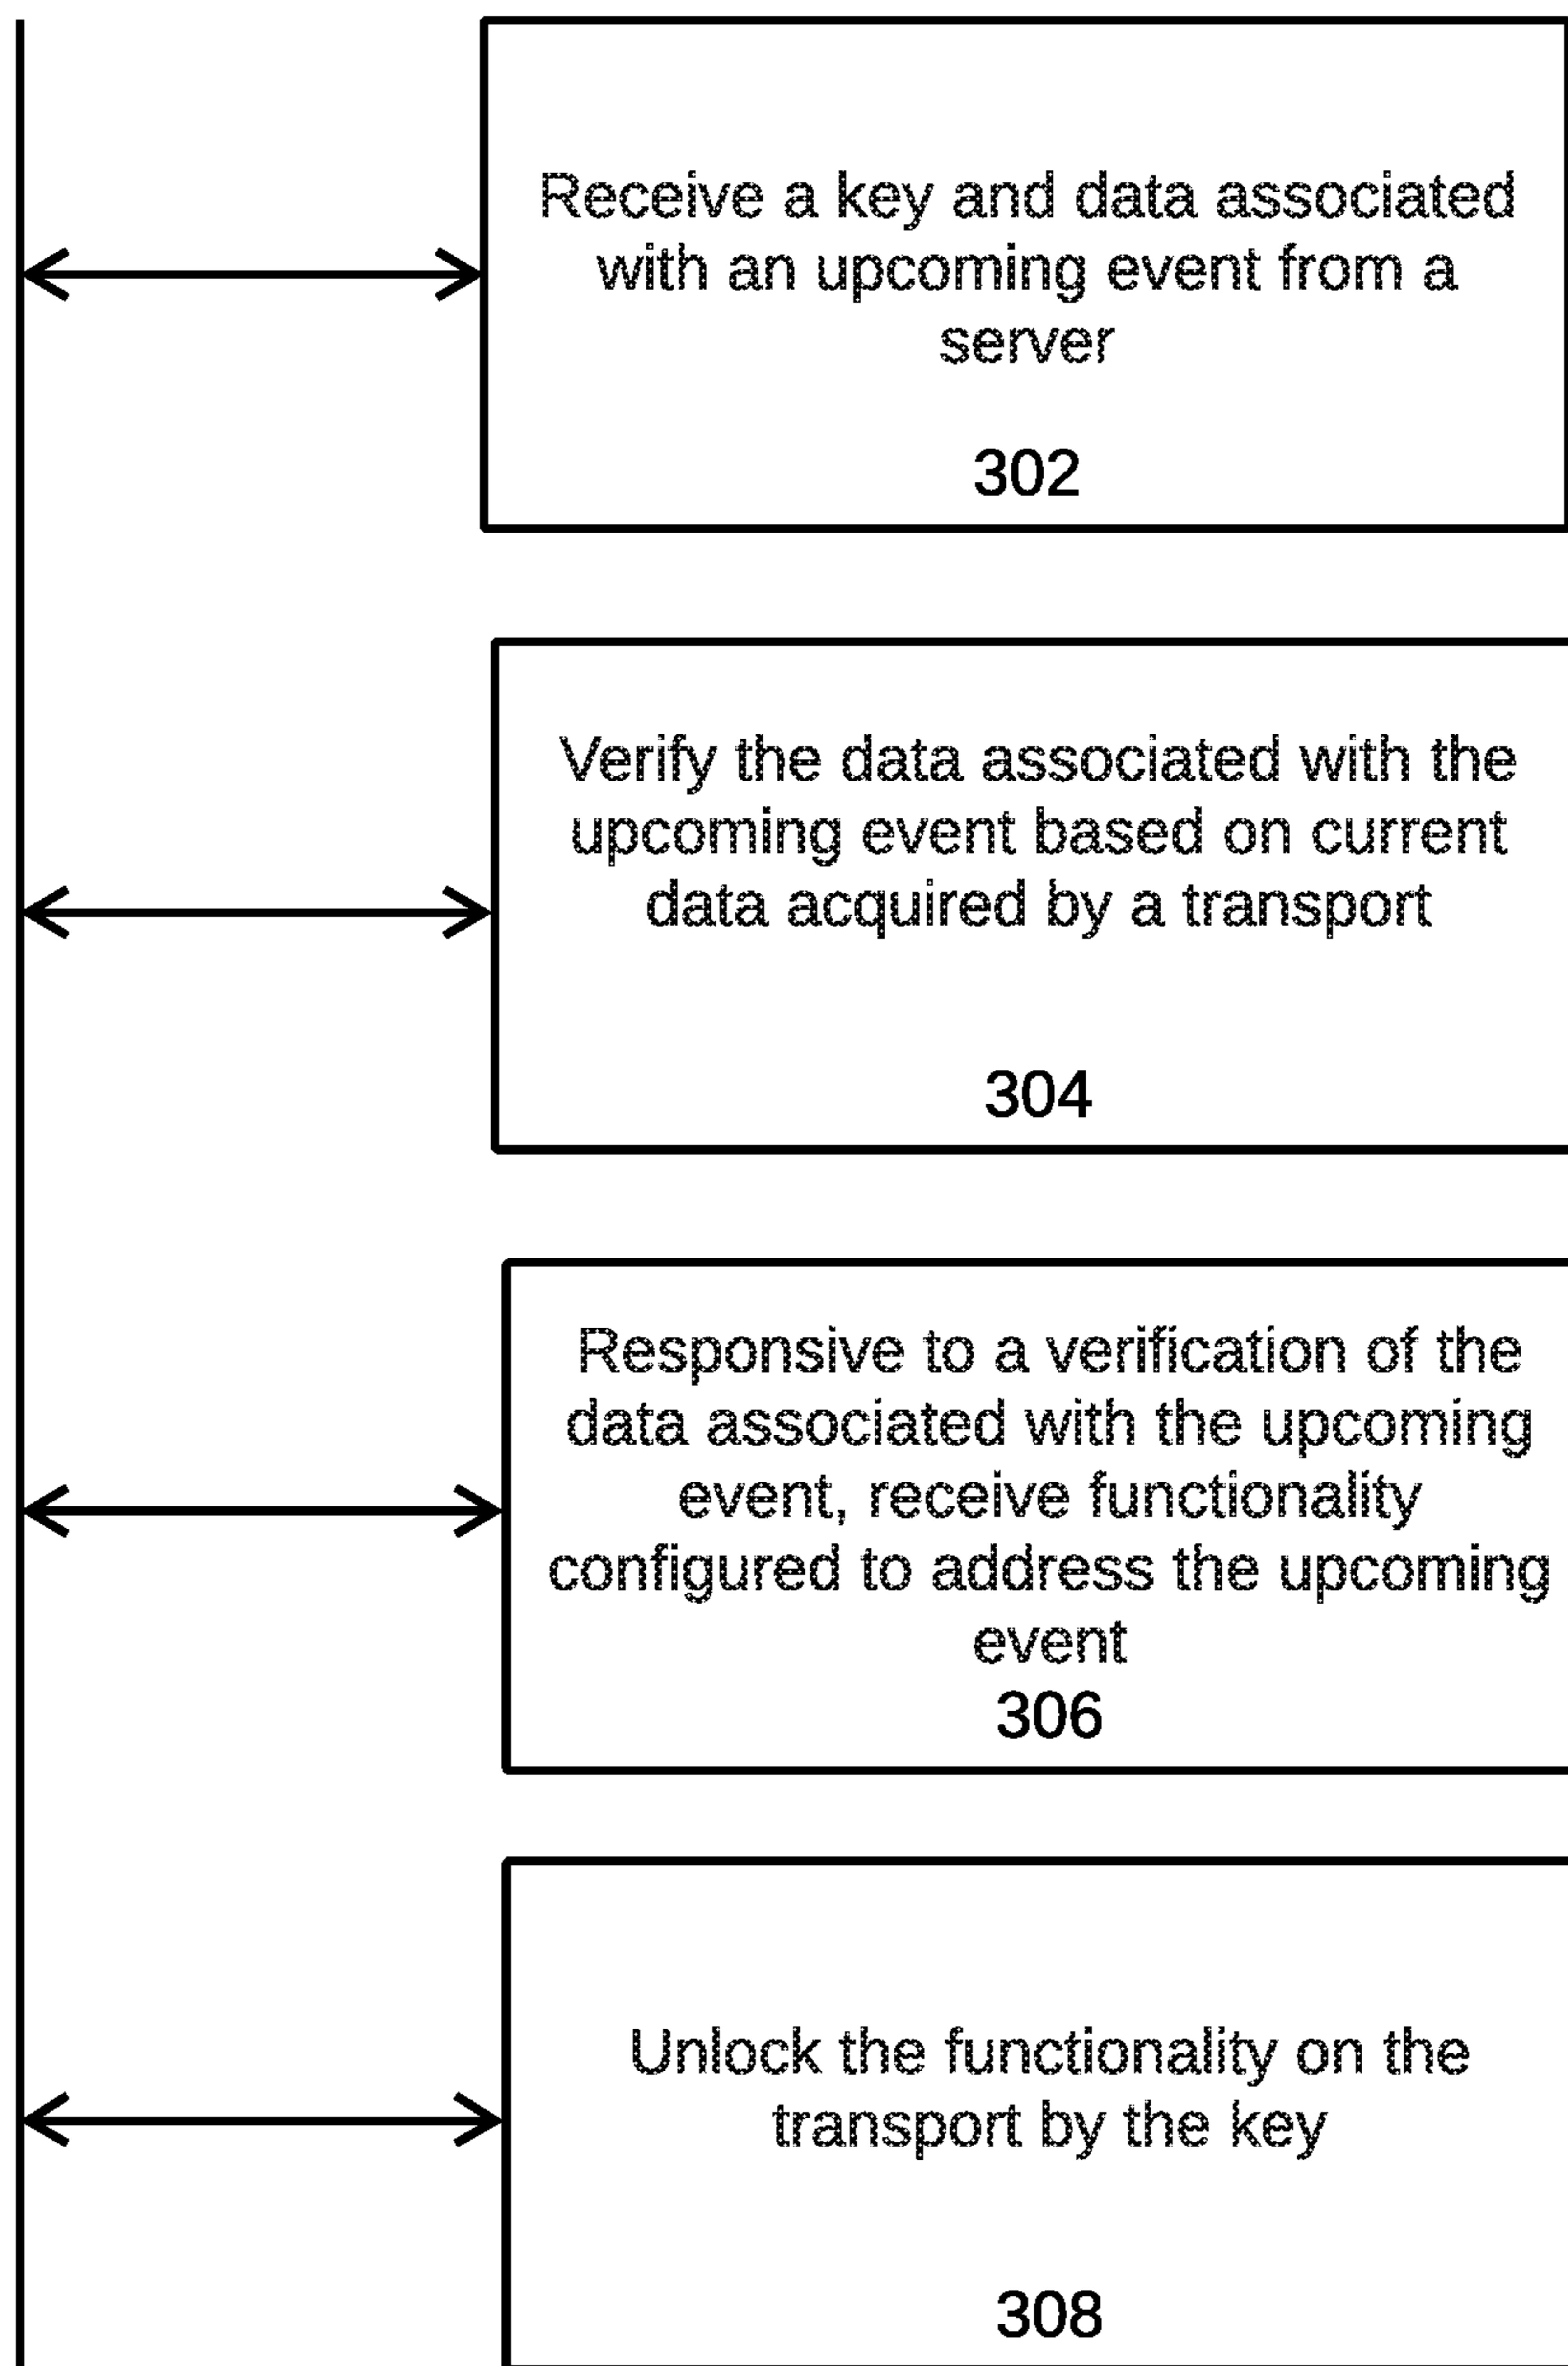 Receive a key and data associated
with an upcoming event from a
server
302
Verify the data associated with the
upcoming event based on current
data acquired by a transport
304
Responsive to a verification of the
data associated with the upcoming
event, receive functionality
configured to address the upcoming
event
306
Unlock the functionality on the
transport by the key
308